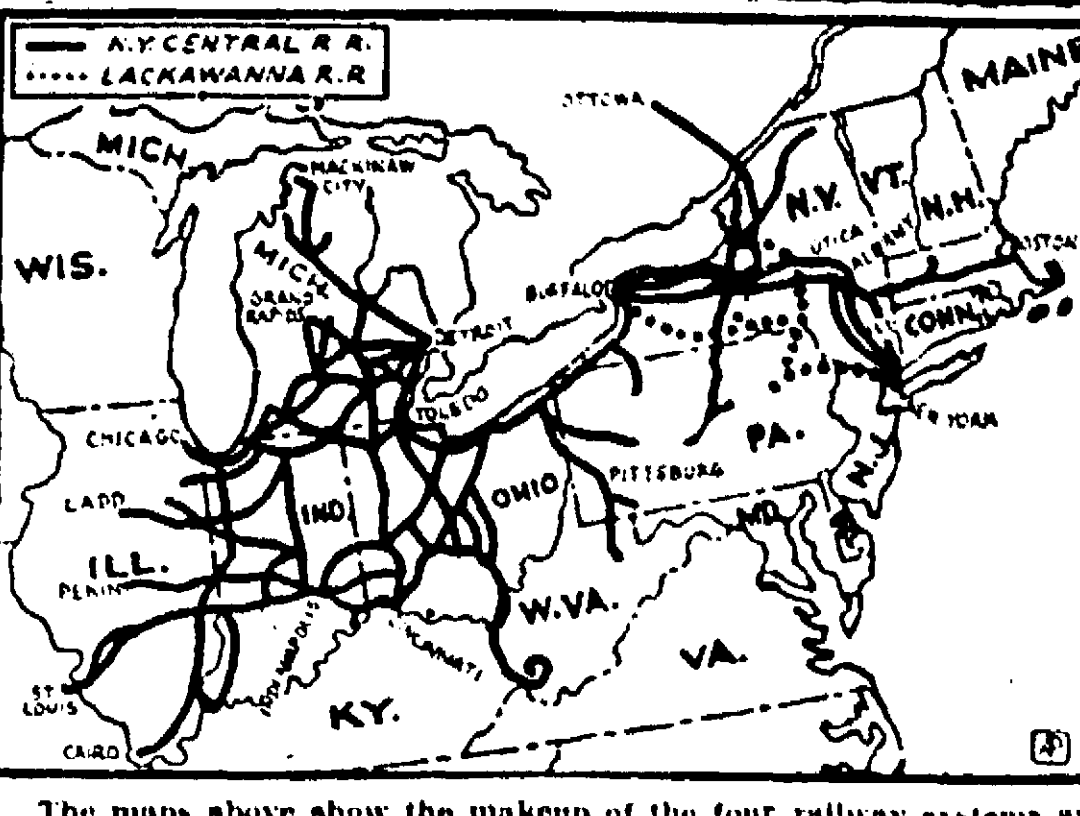 N.Y. CENTRAL R.R.
LACKAWANNA R.R.
OTTOWA
MAINE
MICH.
MACKINAW
CITY
N.Y.
VT.
N.H.
WIS.
MICH.
UTICA
ALBANY
GRAND
RAPIDS
BUFFALO
DETROIT
CONN.
TOLEDO
CHICAGO
PA.
N.J.
PITTSBURG
LADD
IND.
OHIO
MD.
ILL.
PEKIN
W.VA.
INDIANAPOLIS
VA.
ST.
LOUIS
KY.
CAIRO
The maps above show the makeup of the four railway systems